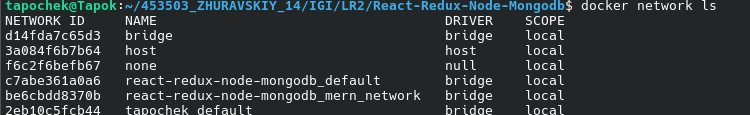 tapochek@Tapok:~/453503_ZHURAVSKIY_14/IGI/LR2/React-Redux-Node-Mongodb$ docker network ls
NETWORK ID     NAME                                  DRIVER    SCOPE
d14fda7c65d3   bridge                                bridge    local
3a084f6b7b64   host                                  host      local
f6c2f6befb67   none                                  null      local
c7abe361a0a6   react-redux-node-mongodb_default      bridge    local
be6cbdd8370b   react-redux-node-mongodb_mern_network   bridge    local
2eb10c5fcb44   tapochek_default                      bridge    local